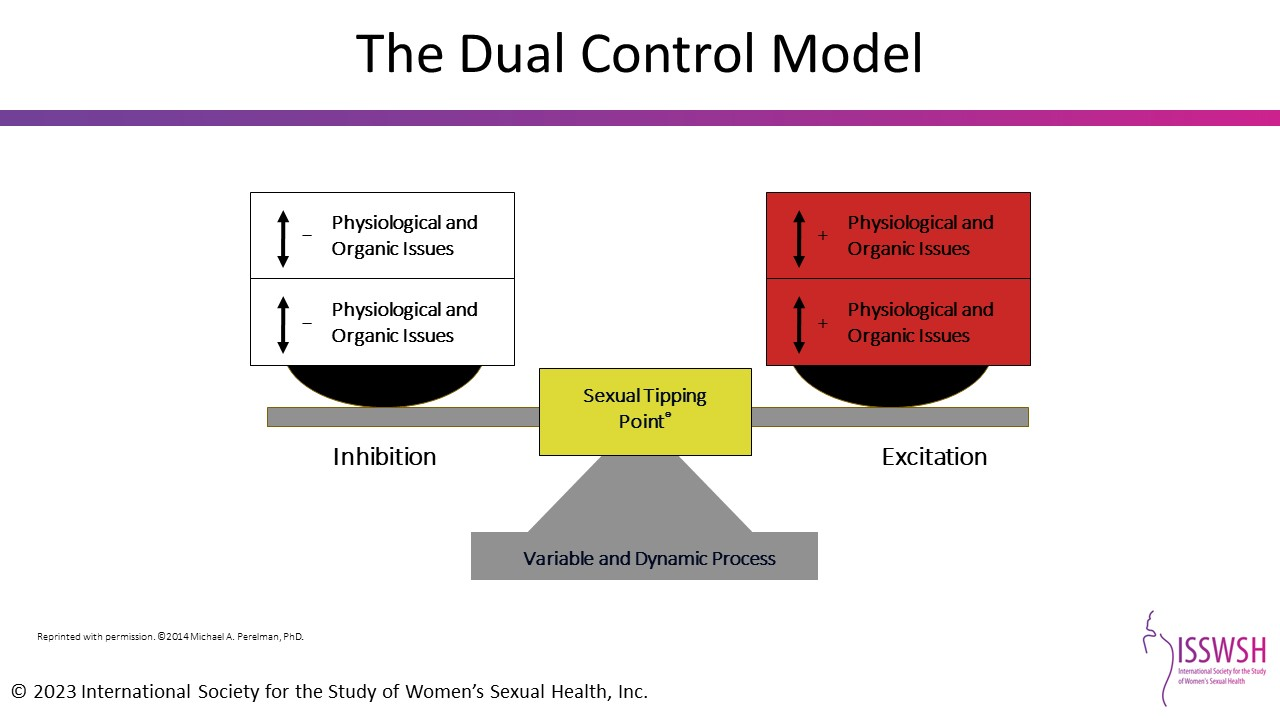 The Dual Control Model
– Physiological and
Organic Issues
– Physiological and
Organic Issues
+ Physiological and
Organic Issues
+ Physiological and
Organic Issues
Sexual Tipping
Point®
Inhibition
Excitation
Variable and Dynamic Process
Reprinted with permission. ©2014 Michael A. Perelman, PhD.
ISSWSH
International Society for the Study
of Women's Sexual Health
© 2023 International Society for the Study of Women’s Sexual Health, Inc.